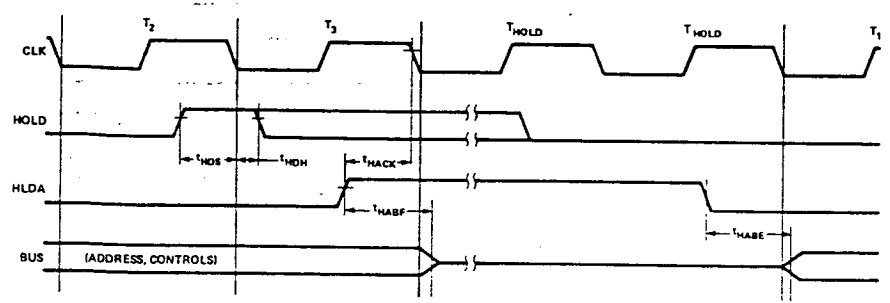 T2 T3 THOLD THOLD T1
CLK
HOLD
tHDS tHDH tHACK
HLDA
tHABF tHABE
BUS (ADDRESS, CONTROLS)